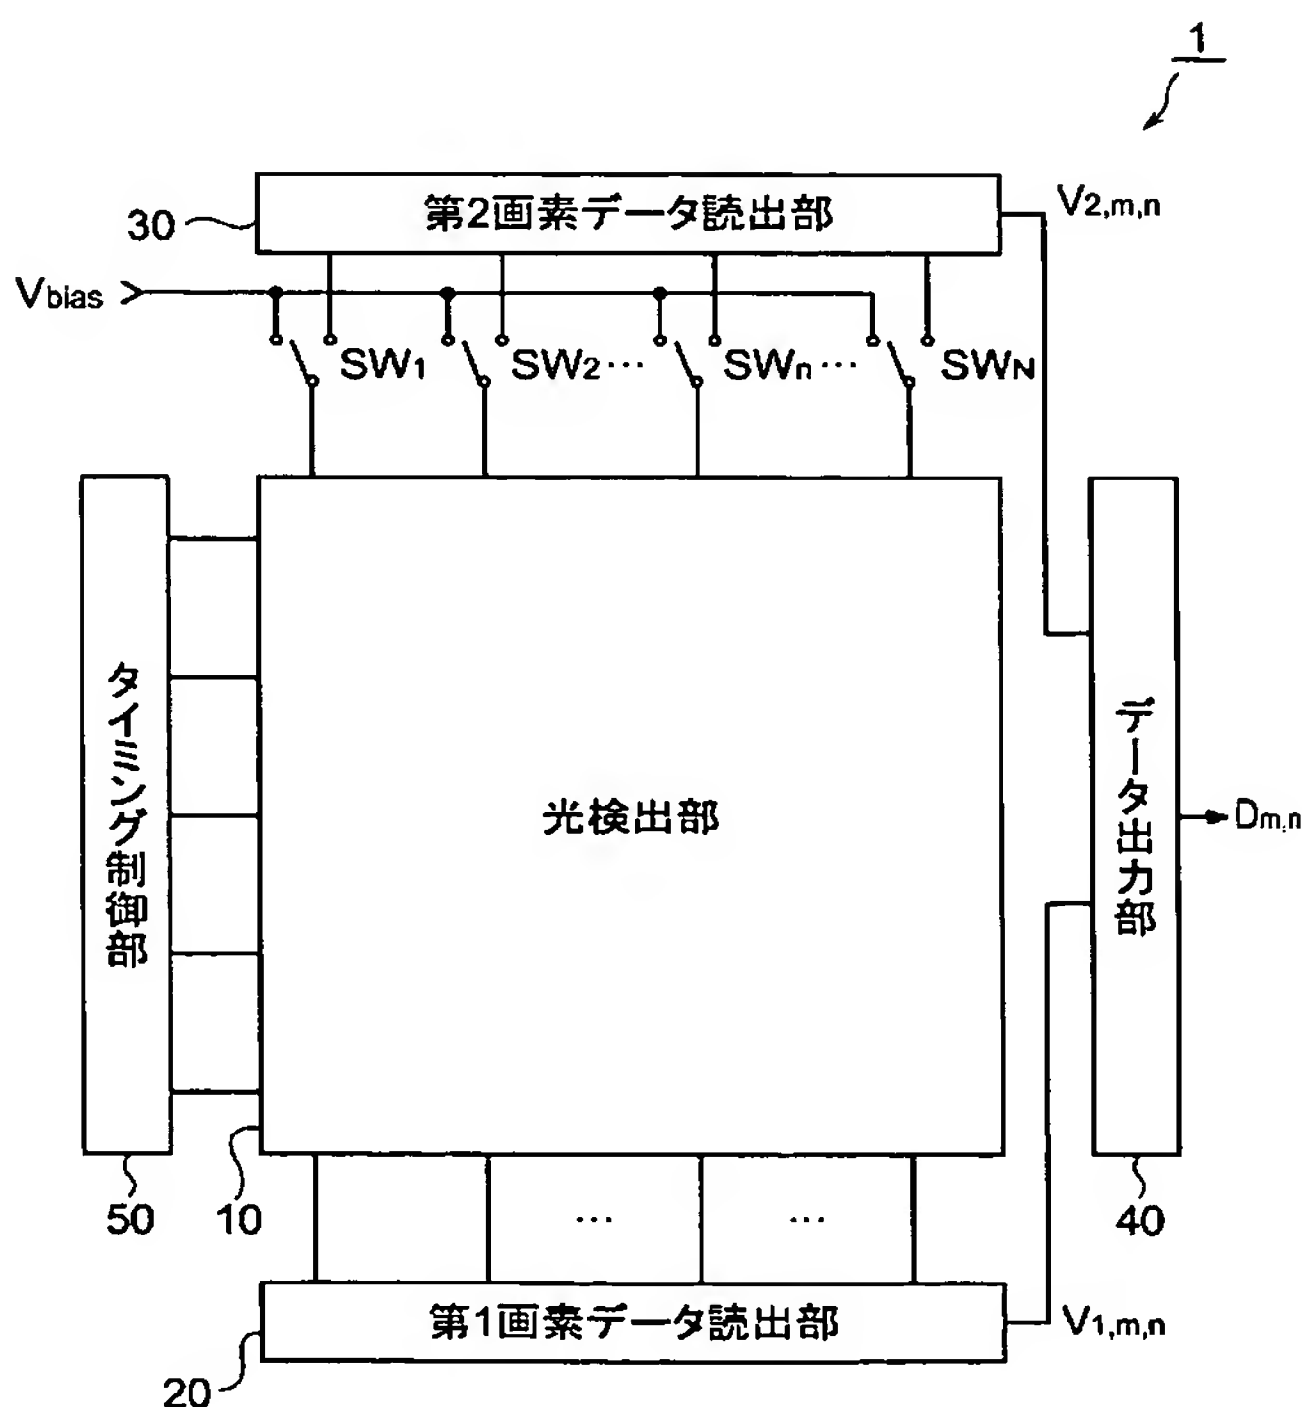 1
第2画素データ読出部
V2,m,n
30
Vbias
SW1
SW2…
SWn…
SWN
タイミング制御部
光検出部
データ出力部
Dm,n
50
10
…
…
40
第1画素データ読出部
V1,m,n
20